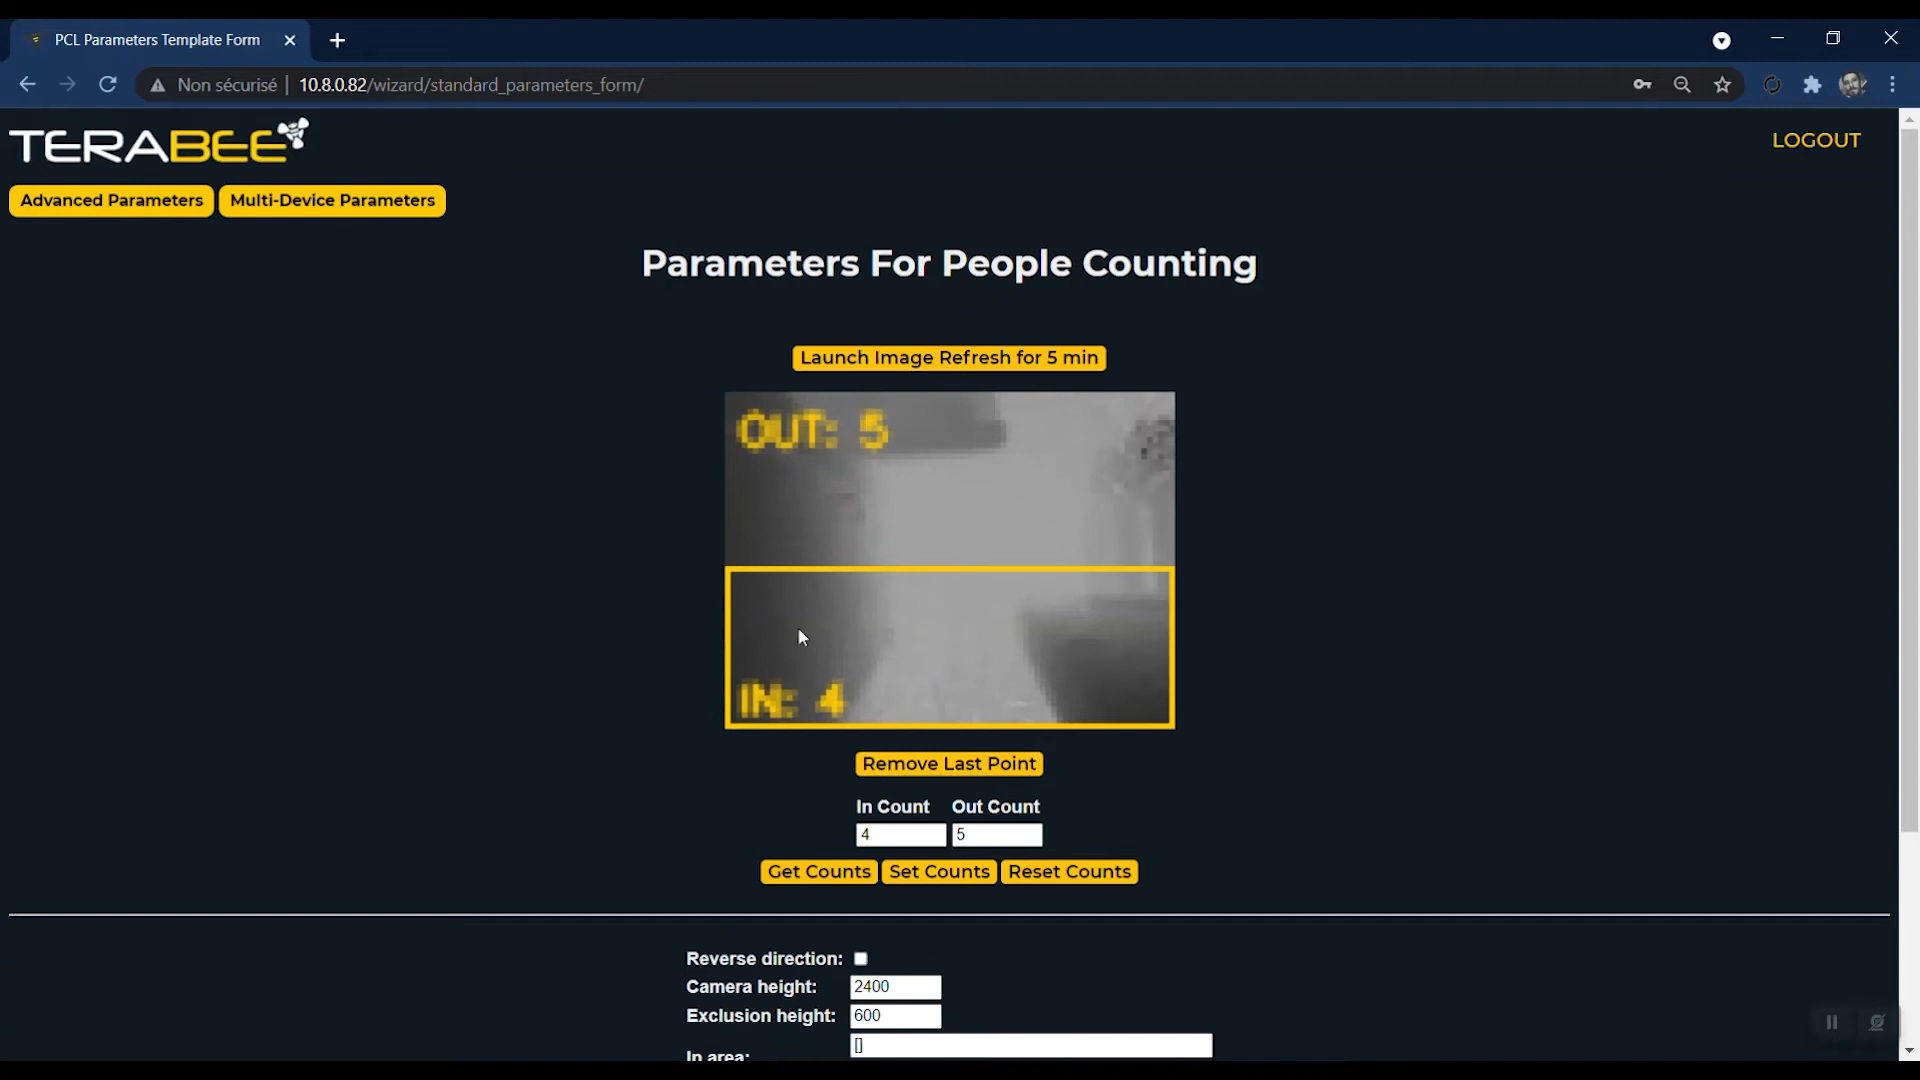 PCL Parameters Template Form
Non sécurisé | 10.8.0.82/wizard/standard_parameters_form/
TERABEE
LOGOUT
Advanced Parameters
Multi-Device Parameters
Parameters For People Counting
Launch Image Refresh for 5 min
OUT: 5
IN: 4
Remove Last Point
In Count Out Count
4 5
Get Counts Set Counts Reset Counts
Reverse direction:
Camera height: 2400
Exclusion height: 600
In area: []